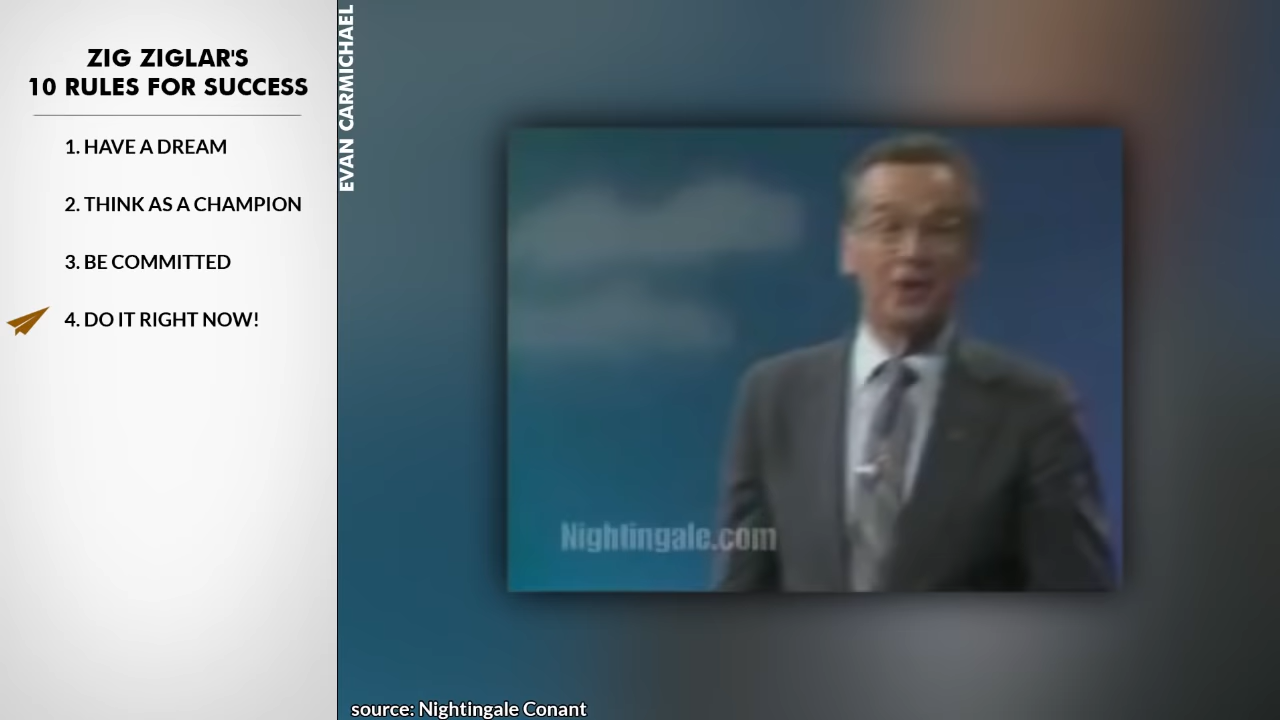 ZIG ZIGLAR'S
10 RULES FOR SUCCESS
1. HAVE A DREAM
2. THINK AS A CHAMPION
3. BE COMMITTED
4. DO IT RIGHT NOW!
EVAN CARMICHAEL
Nightingale.com
source: Nightingale Conant